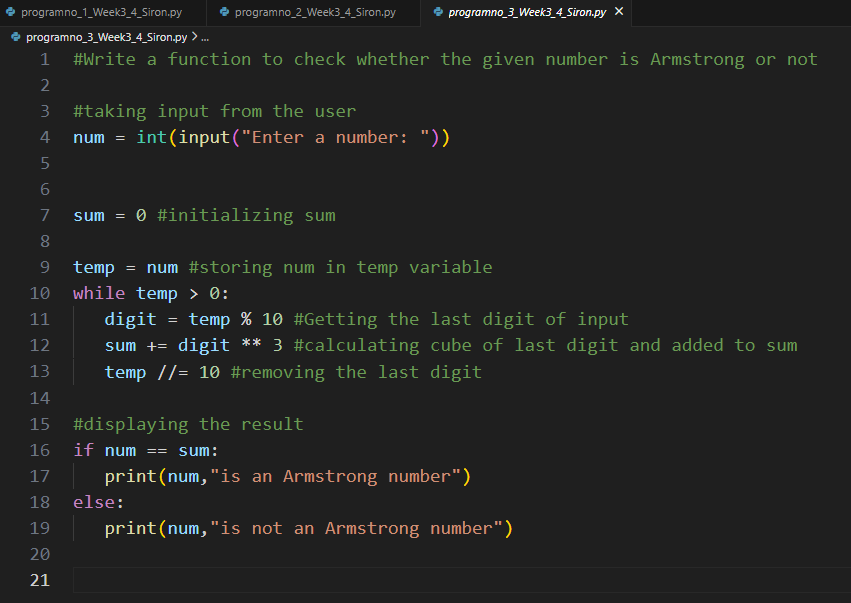 programno_1_Week3_4_Siron.py programno_2_Week3_4_Siron.py programno_3_Week3_4_Siron.py ✕
programno_3_Week3_4_Siron.py > ...
1 #Write a function to check whether the given number is Armstrong or not
2
3 #taking input from the user
4 num = int(input("Enter a number: "))
5
6
7 sum = 0 #initializing sum
8
9 temp = num #storing num in temp variable
10 while temp > 0:
11    digit = temp % 10 #Getting the last digit of input
12    sum += digit ** 3 #calculating cube of last digit and added to sum
13    temp //= 10 #removing the last digit
14
15 #displaying the result
16 if num == sum:
17    print(num,"is an Armstrong number")
18 else:
19    print(num,"is not an Armstrong number")
20
21